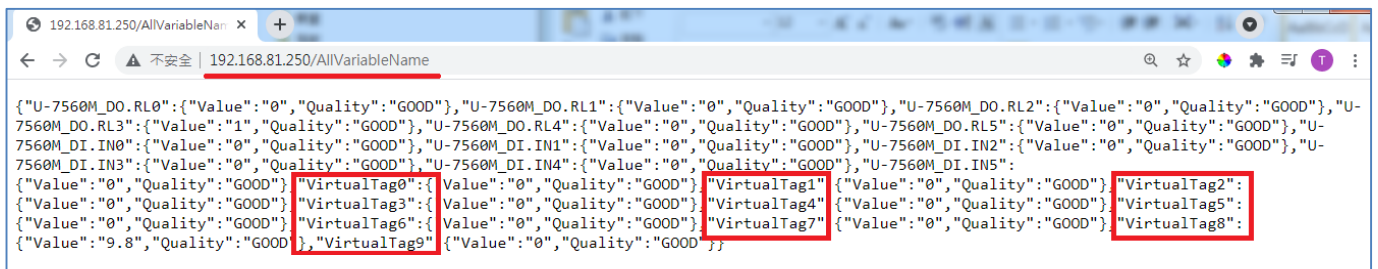 192.168.81.250/AllVariableNan
不安全 | 192.168.81.250/AllVariableName
T
{"U-7560M_DO.RL0":{"Value":"0","Quality":"GOOD"},"U-7560M_DO.RL1":{"Value":"0","Quality":"GOOD"},"U-7560M_DO.RL2":{"Value":"0","Quality":"GOOD"},"U-
7560M_DO.RL3":{"Value":"1","Quality":"GOOD"},"U-7560M_DO.RL4":{"Value":"0","Quality":"GOOD"},"U-7560M_DO.RL5":{"Value":"0","Quality":"GOOD"},"U-
7560M_DI.IN0":{"Value":"0","Quality":"GOOD"},"U-7560M_DI.IN1":{"Value":"0","Quality":"GOOD"},"U-7560M_DI.IN2":{"Value":"0","Quality":"GOOD"},"U-
7560M_DI.IN3":{"Value":"0","Quality":"GOOD"},"U-7560M_DI.IN4":{"Value":"0","Quality":"GOOD"},"U-7560M_DI.IN5":
{"Value":"0","Quality":"GOOD"},"VirtualTag0":{"Value":"0","Quality":"GOOD"},"VirtualTag1":{"Value":"0","Quality":"GOOD"},"VirtualTag2":
{"Value":"0","Quality":"GOOD"},"VirtualTag3":{"Value":"0","Quality":"GOOD"},"VirtualTag4":{"Value":"0","Quality":"GOOD"},"VirtualTag5":
{"Value":"0","Quality":"GOOD"},"VirtualTag6":{"Value":"0","Quality":"GOOD"},"VirtualTag7":{"Value":"0","Quality":"GOOD"},"VirtualTag8":
{"Value":"9.8","Quality":"GOOD"},"VirtualTag9":{"Value":"0","Quality":"GOOD"}}